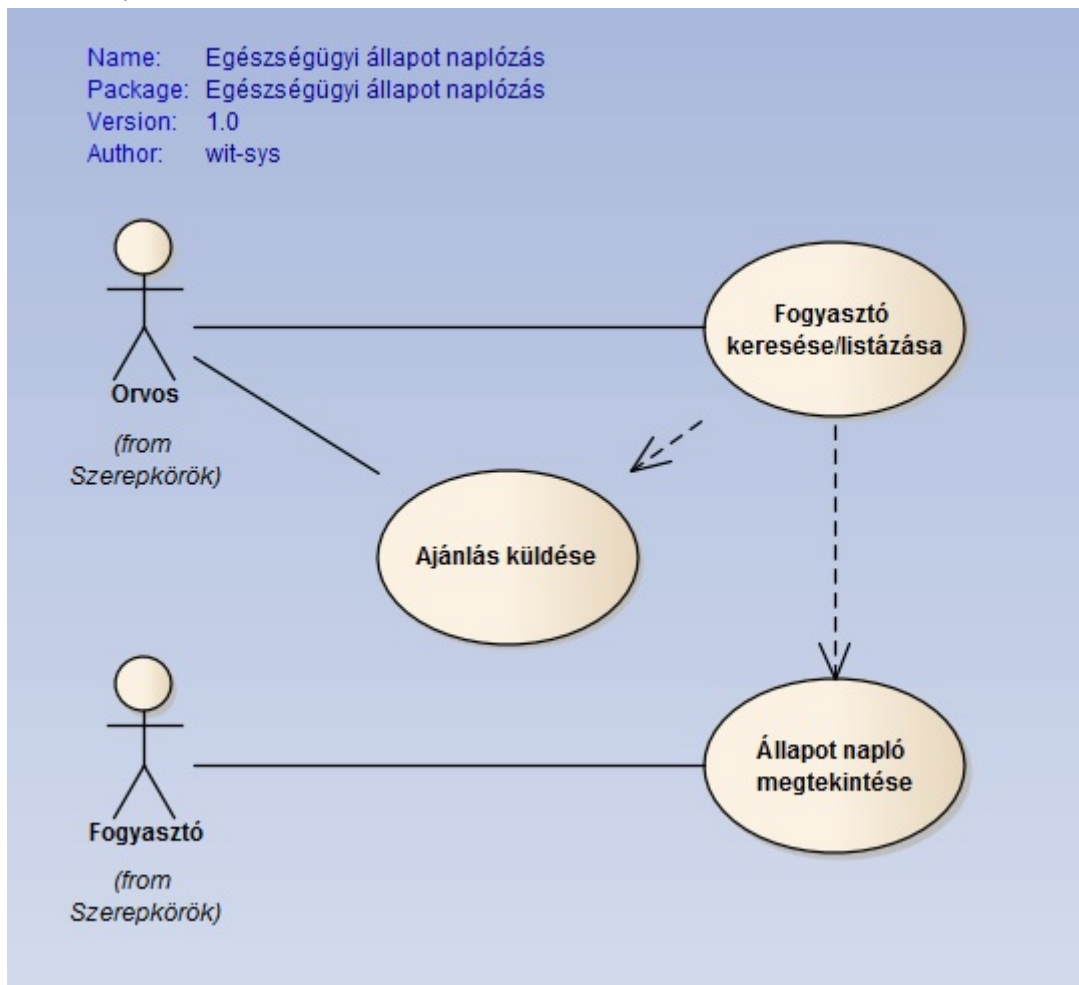 Name: Egészségügyi állapot naplózás
Package: Egészségügyi állapot naplózás
Version: 1.0
Author: wit-sys
Fogyasztó
keresése/listázása
Orvos
(from
Szerepkörök)
Ajánlás küldése
Állapot napló
megtekintése
Fogyasztó
(from
Szerepkörök)